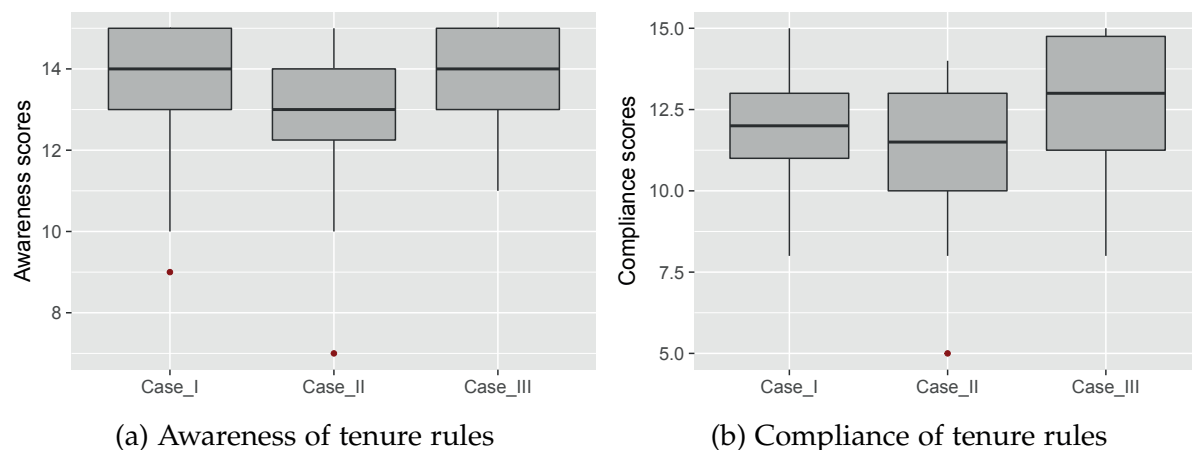 Awareness scores
14
12
10
8
Case_I Case_II Case_III
(a) Awareness of tenure rules
Compliance scores
15.0
12.5
10.0
7.5
5.0
Case_I Case_II Case_III
(b) Compliance of tenure rules